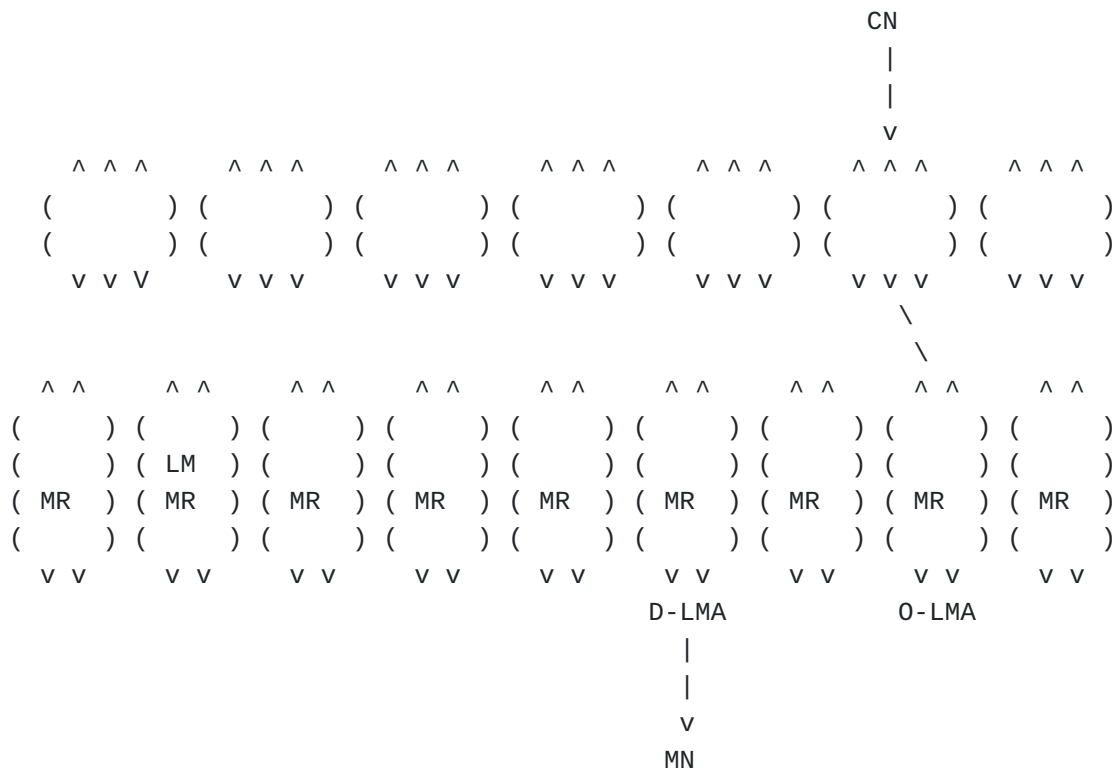 CN
|
|
v
^ ^ ^ ^ ^ ^ ^ ^ ^ ^ ^ ^ ^ ^ ^ ^ ^ ^ ^ ^ ^
( ) ( ) ( ) ( ) ( ) ( ) ( )
( ) ( ) ( ) ( ) ( ) ( ) ( )
v v V v v v v v v v v v v v v v v v v v v
\
\
^ ^ ^ ^ ^ ^ ^ ^ ^ ^ ^ ^ ^ ^ ^ ^ ^ ^
( ) ( ) ( ) ( ) ( ) ( ) ( ) ( ) ( )
( ) ( LM ) ( ) ( ) ( ) ( ) ( ) ( ) ( )
( MR ) ( MR ) ( MR ) ( MR ) ( MR ) ( MR ) ( MR ) ( MR ) ( MR )
( ) ( ) ( ) ( ) ( ) ( ) ( ) ( ) ( )
v v v v v v v v v v v v v v v v v v
D-LMA O-LMA
|
|
v
MN